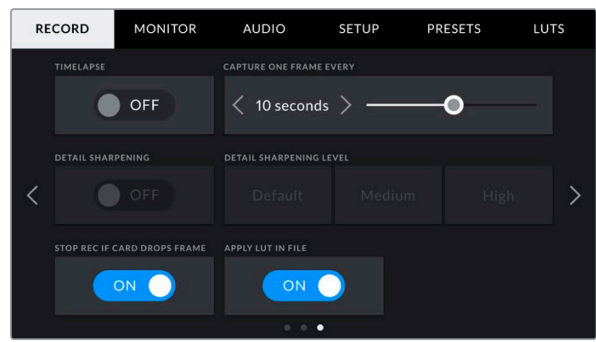 RECORD MONITOR AUDIO SETUP PRESETS LUTS
TIMELAPSE CAPTURE ONE FRAME EVERY
OFF 10 seconds
DETAIL SHARPENING DETAIL SHARPENING LEVEL
OFF Default Medium High
STOP REC IF CARD DROPS FRAME APPLY LUT IN FILE
ON ON